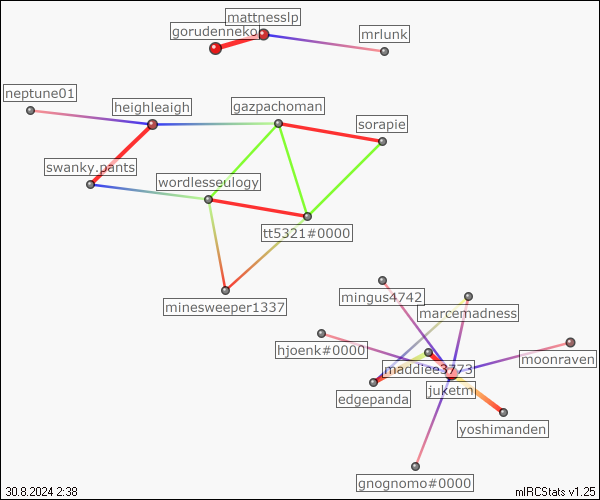 mattnesslp
gorudenneko
mrlunk
neptune01
heighleaigh
gazpachoman
sorapie
swanky.pants
wordlesseulogy
tt5321#0000
minesweeper1337
mingus4742
marcemadness
hjoenk#0000
moonraven
maddiee3773
juketm
edgepanda
yoshimanden
gnognomo#0000
30.8.2024 2:38
mIRCStats v1.25